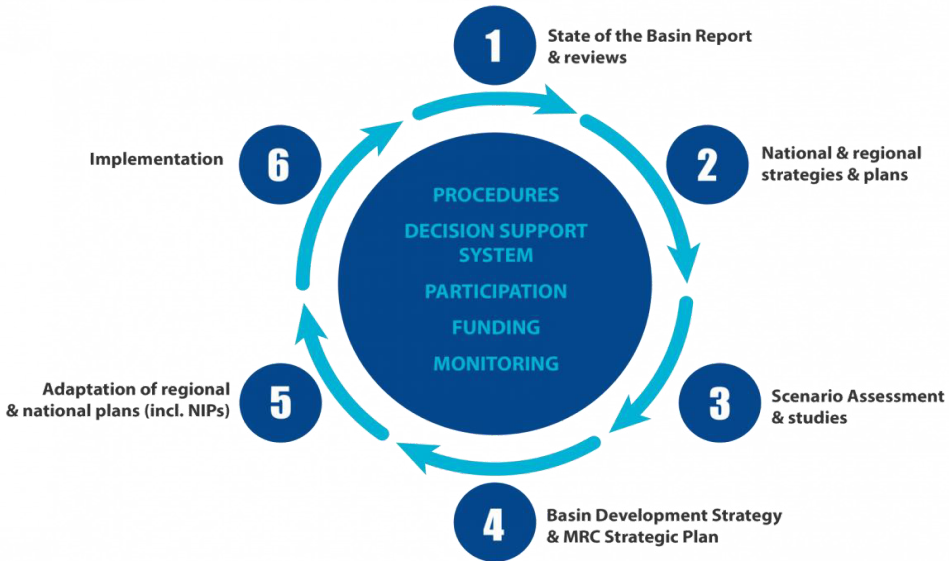 1
State of the Basin Report
& reviews
2
National & regional
strategies & plans
3
Scenario Assessment
& studies
4
Basin Development Strategy
& MRC Strategic Plan
5
Adaptation of regional
& national plans (incl. NIPs)
6
Implementation
PROCEDURES
DECISION SUPPORT
SYSTEM
PARTICIPATION
FUNDING
MONITORING